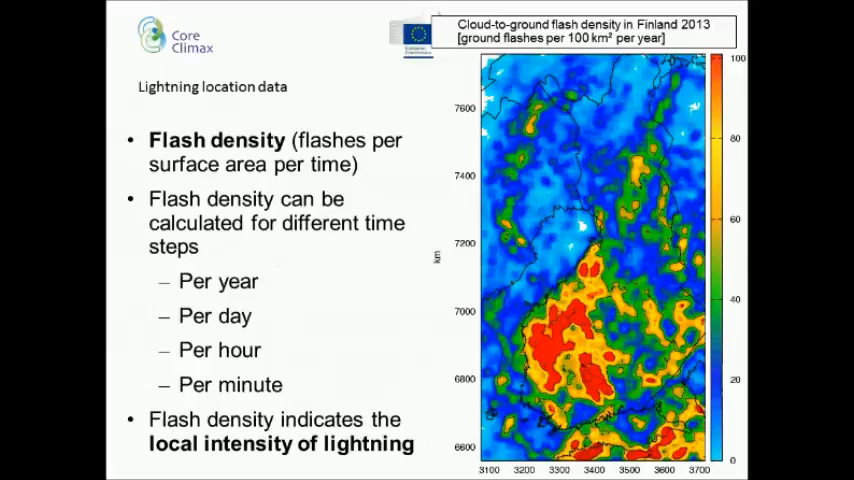 Core
Climax
European
Commission
Cloud-to-ground flash density in Finland 2013
[ground flashes per 100 km² per year]
Lightning location data
• Flash density (flashes per
surface area per time)
• Flash density can be
calculated for different time
steps
– Per year
– Per day
– Per hour
– Per minute
• Flash density indicates the
local intensity of lightning
km
7600
7400
7200
7000
6800
6600
3100 3200 3300 3400 3500 3600 3700
100
80
60
40
20
0